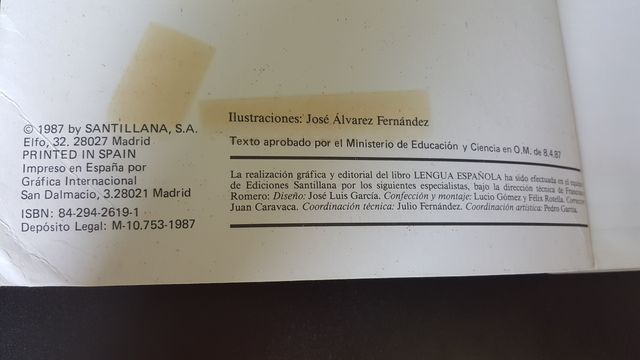 © 1987 by SANTILLANA, S.A.
Elfo, 32. 28027 Madrid
PRINTED IN SPAIN
Impreso en España por
Gráfica Internacional
San Dalmacio, 3.28021 Madrid
ISBN: 84-294-2619-1
Depósito Legal: M-10.753-1987
Ilustraciones: José Álvarez Fernández
Texto aprobado por el Ministerio de Educación y Ciencia en O.M. de 8.4.87
La realización gráfica y editorial del libro LENGUA ESPAÑOLA ha sido efectuada en el
de Ediciones Santillana por los siguientes especialistas, bajo la dirección técnica de
Romero; Diseño: José Luis García. Confección y montaje: Lucio Gómez y Félix Rotella.
Juan Caravaca. Coordinación técnica: Julio Fernández. Coordinación artística: Pedro García.